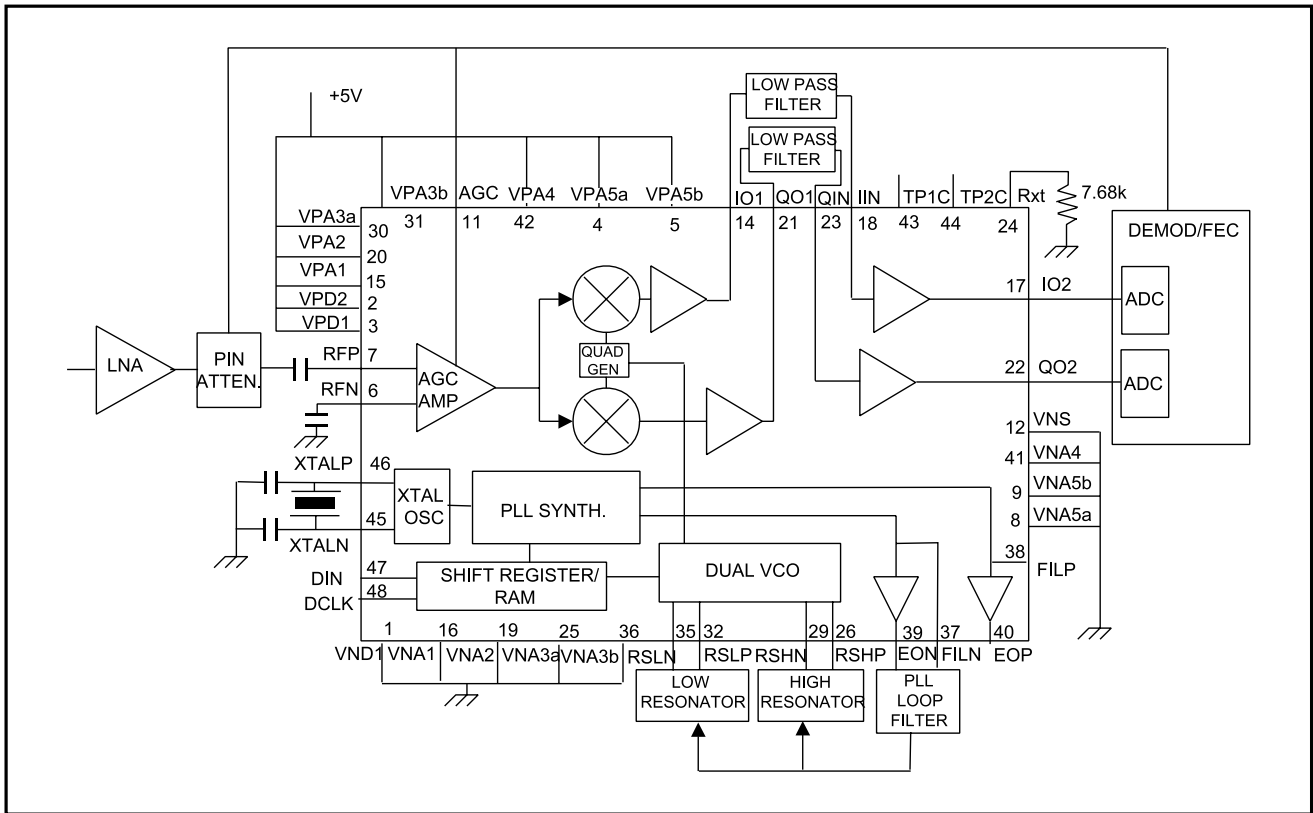 LOW PASS
FILTER
+5V
LOW PASS
FILTER
VPA3b AGC VPA4 VPA5a VPA5b IO1 QO1 QIN IIN TP1C TP2C Rxt 7.68k
31 11 42 4 5 14 21 23 18 43 44 24
VPA3a
30
VPA2
20
VPA1
15
VPD2
2
VPD1
3
DEMOD/FEC
17 IO2
ADC
22 QO2
ADC
LNA
PIN
ATTEN.
RFP 7
RFN 6
AGC
AMP
QUAD
GEN
12 VNS
41 VNA4
9 VNA5b
8 VNA5a
38
FILP
XTALP 46
45
XTALN
XTAL
OSC
PLL SYNTH.
DIN 47
DCLK 48
SHIFT REGISTER/
RAM
DUAL VCO
1 16 19 25 36 35 32 29 26 39 37 40
VND1 VNA1 VNA2 VNA3a VNA3b RSLN RSLP RSHN RSHP EON FILN EOP
LOW
RESONATOR
HIGH
RESONATOR
PLL
LOOP
FILTER